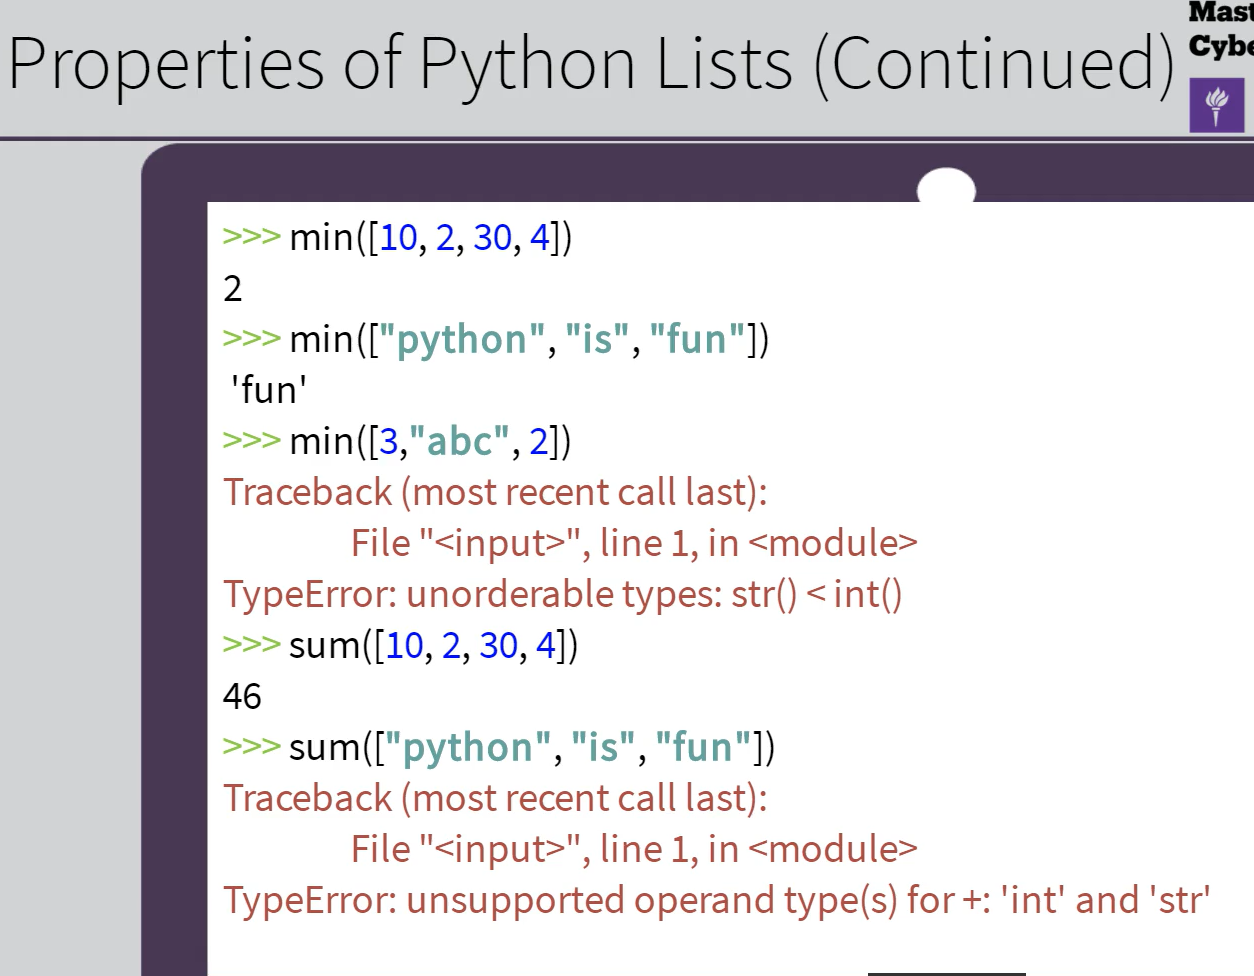 Properties of Python Lists (Continued)
>>> min([10, 2, 30, 4])
2
>>> min(["python", "is", "fun"])
'fun'
>>> min([3,"abc", 2])
Traceback (most recent call last):
File "<input>", line 1, in <module>
TypeError: unorderable types: str() < int()
>>> sum([10, 2, 30, 4])
46
>>> sum(["python", "is", "fun"])
Traceback (most recent call last):
File "<input>", line 1, in <module>
TypeError: unsupported operand type(s) for +: 'int' and 'str'